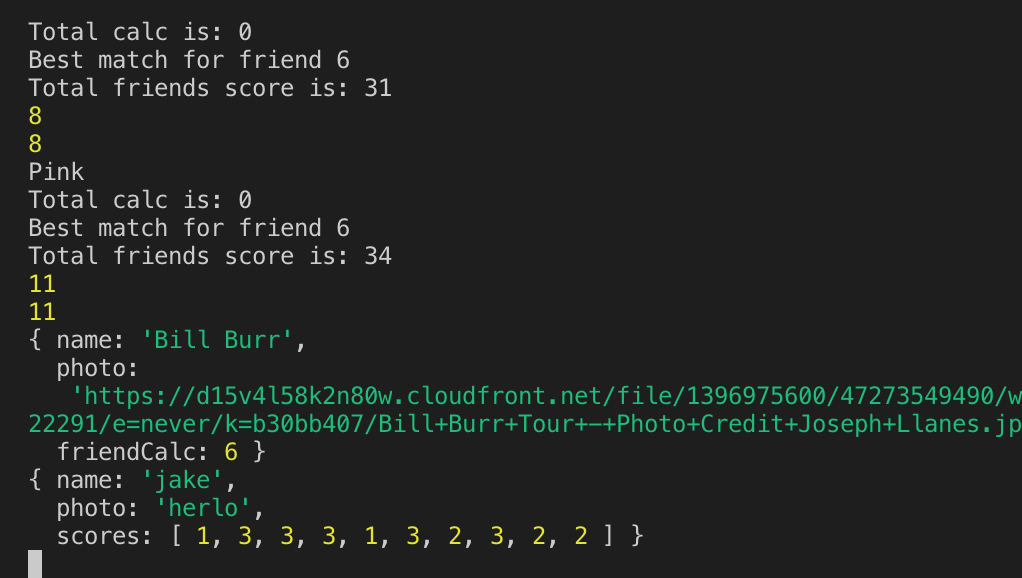 Total calc is: 0
Best match for friend 6
Total friends score is: 31
8
8
Pink
Total calc is: 0
Best match for friend 6
Total friends score is: 34
11
11
{ name: 'Bill Burr',
photo:
'https://d15v4l58k2n80w.cloudfront.net/file/1396975600/47273549490/w
22291/e=never/k=b30bb407/Bill+Burr+Tour+-+Photo+Credit+Joseph+Llanes.jp
friendCalc: 6 }
{ name: 'jake',
photo: 'herlo',
scores: [ 1, 3, 3, 3, 1, 3, 2, 3, 2, 2 ] }